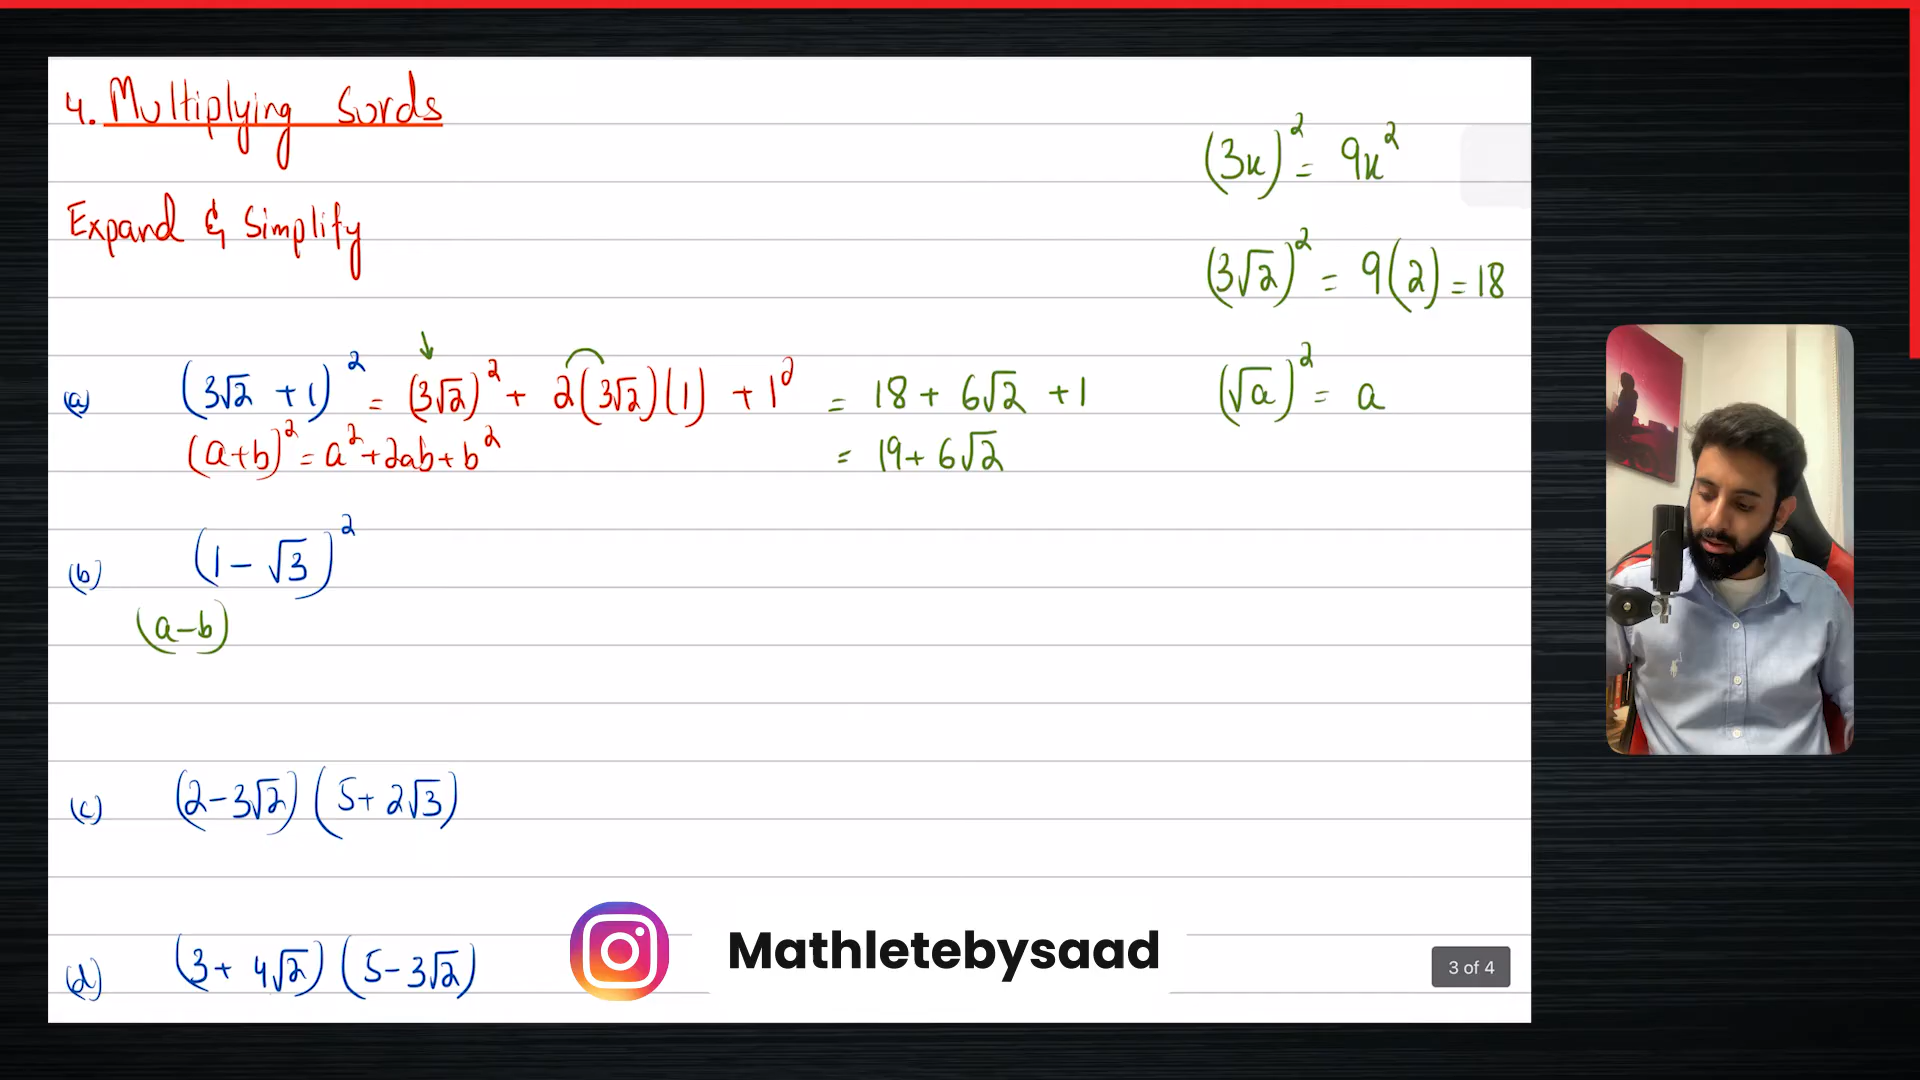 4. Multiplying Surds
Expand & Simplify
(3x)² = 9x²
(3√2)² = 9(2) = 18
(√a)² = a
(a) (3√2 + 1)² = (3√2)² + 2(3√2)(1) + 1² = 18 + 6√2 + 1
(a+b)² = a² + 2ab + b² = 19 + 6√2
(b) (1 - √3)²
(a-b)
(c) (2 - 3√2)(5 + 2√3)
(d) (3 + 4√2)(5 - 3√2)
Mathletebysaad
3 of 4